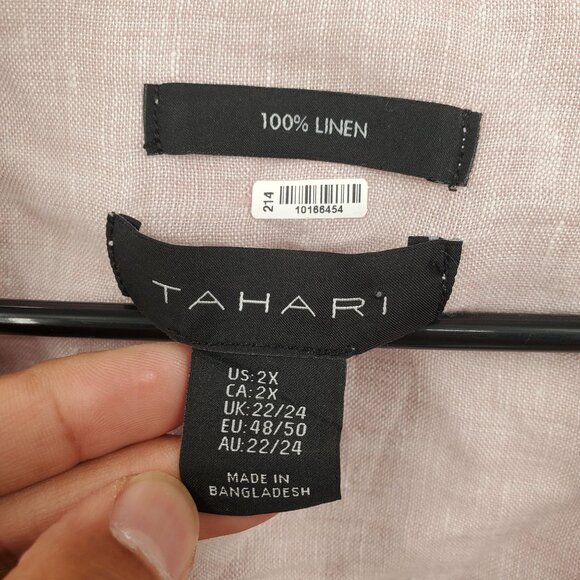 100% LINEN
214
10166454
TAHARI
US: 2X
CA: 2X
UK: 22/24
EU: 48/50
AU: 22/24
MADE IN
BANGLADESH